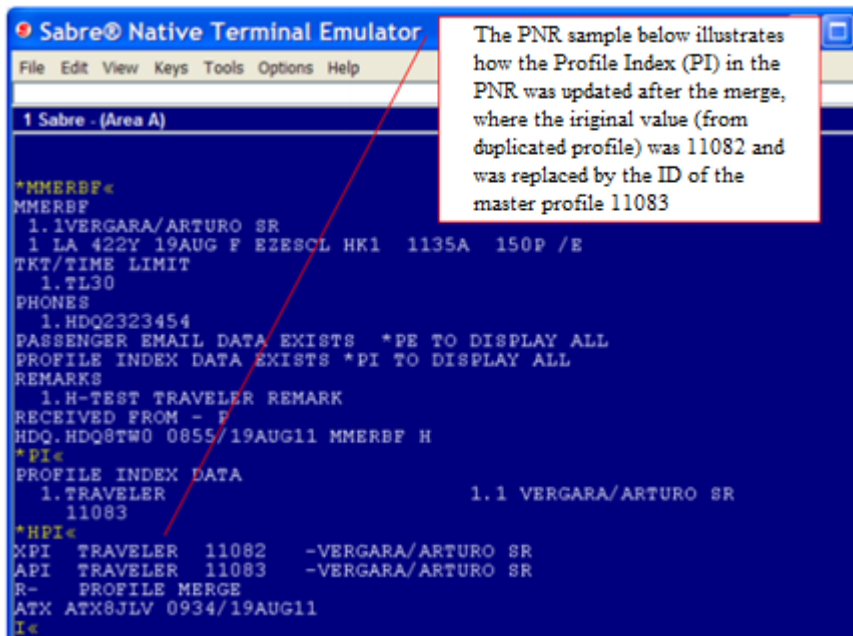 Sabre® Native Terminal Emulator
File Edit View Keys Tools Options Help
1 Sabre - (Area A)
The PNR sample below illustrates
how the Profile Index (PI) in the
PNR was updated after the merge,
where the iriginal value (from
duplicated profile) was 11082 and
was replaced by the ID of the
master profile 11083
*MMERBF«
MMERBF
1.1VERGARA/ARTURO SR
1 LA 422Y 19AUG F EZESCL HK1 1135A 150P /E
TKT/TIME LIMIT
1.TL30
PHONES
1.HDQ2323454
PASSENGER EMAIL DATA EXISTS *PE TO DISPLAY ALL
PROFILE INDEX DATA EXISTS *PI TO DISPLAY ALL
REMARKS
1.H-TEST TRAVELER REMARK
RECEIVED FROM - P
HDQ.HDQ8TW0 0855/19AUG11 MMERBF H
*PI«
PROFILE INDEX DATA
1.TRAVELER 1.1 VERGARA/ARTURO SR
11083
*HPI«
XPI TRAVELER 11082 -VERGARA/ARTURO SR
API TRAVELER 11083 -VERGARA/ARTURO SR
R- PROFILE MERGE
ATX ATX8JLV 0934/19AUG11
I«